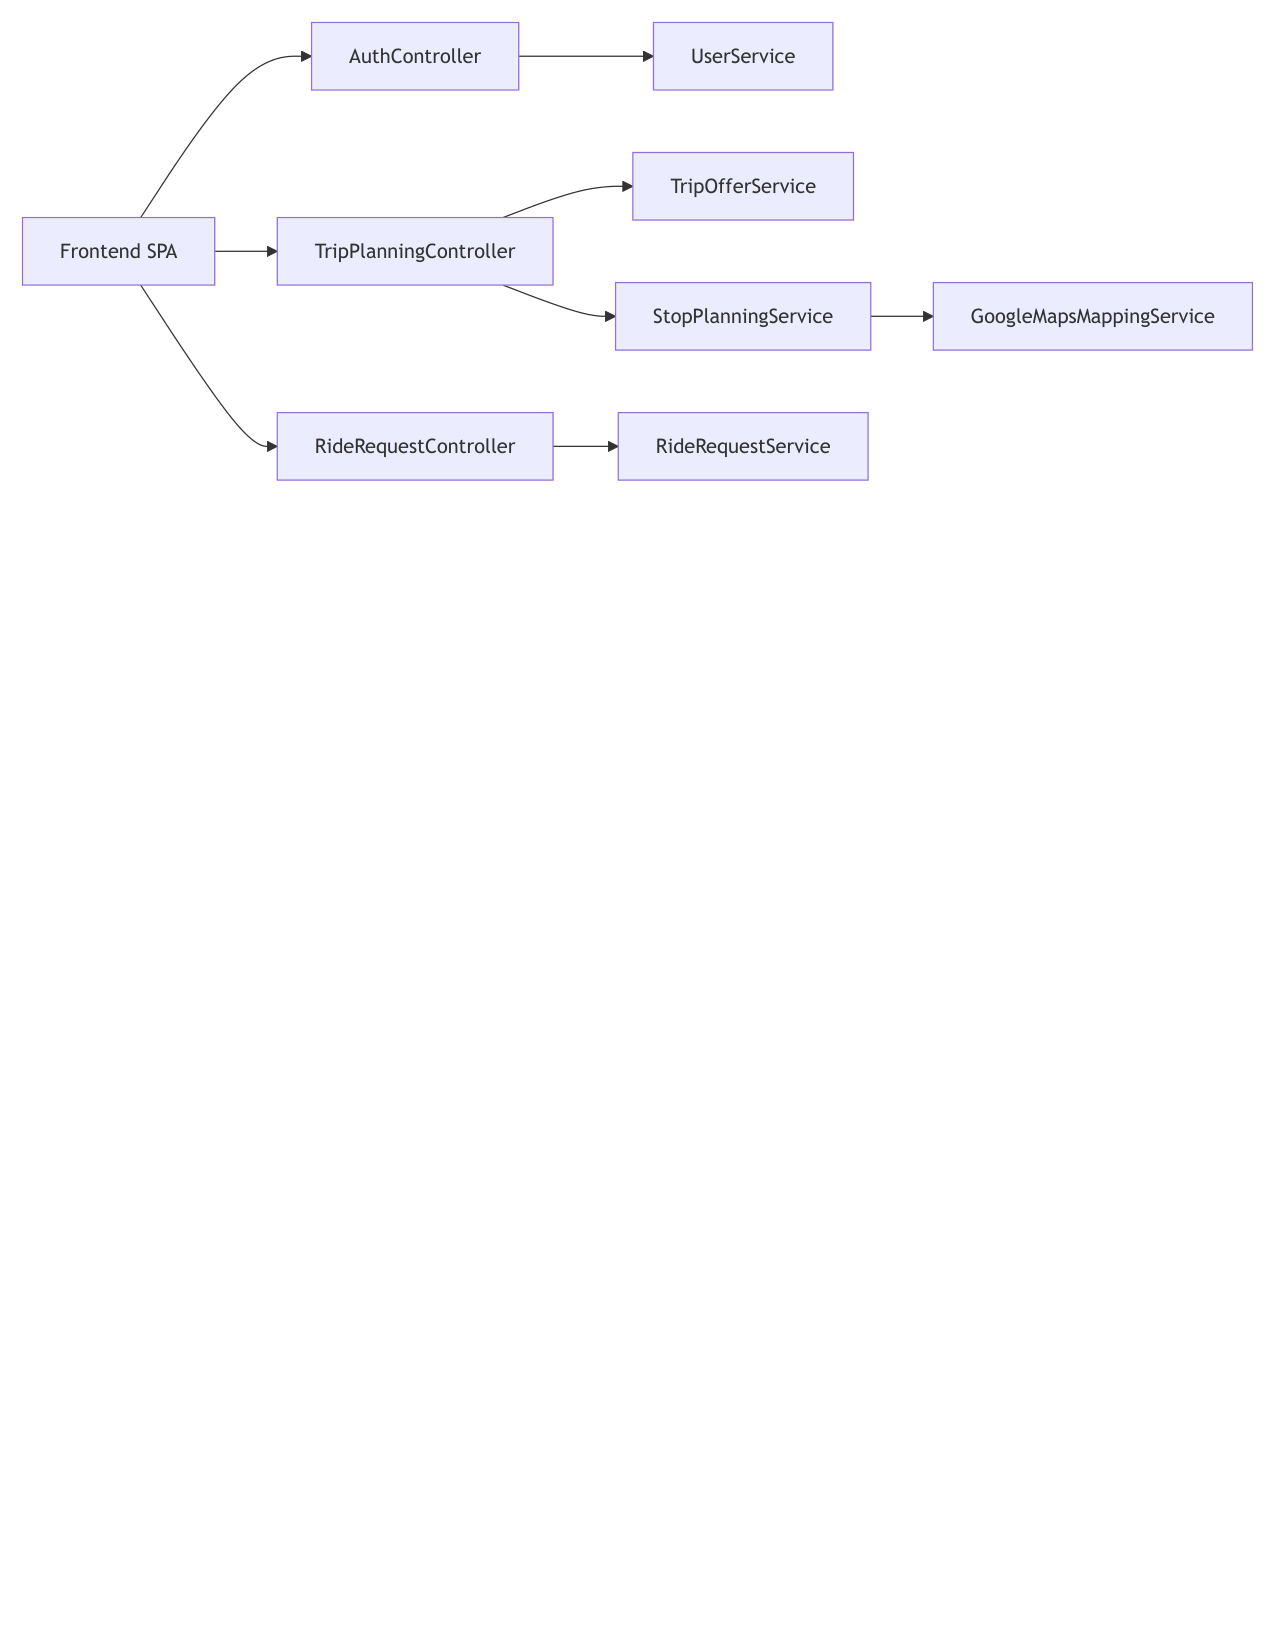 AuthController
UserService
TripOfferService
Frontend SPA
TripPlanningController
StopPlanningService
GoogleMapsMappingService
RideRequestController
RideRequestService